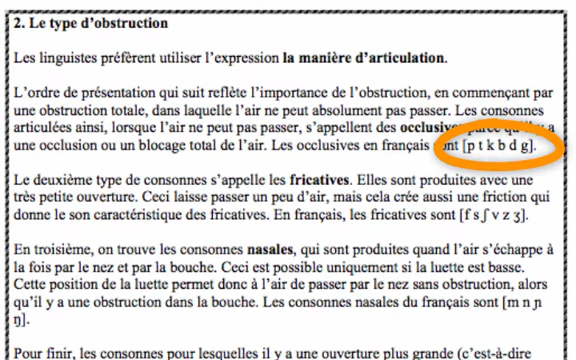 2. Le type d'obstruction
Les linguistes préfèrent utiliser l'expression la manière d'articulation.
L'ordre de présentation qui suit reflète l'importance de l'obstruction, en commençant par
une obstruction totale, dans laquelle l'air ne peut absolument pas passer. Les consonnes
articulées ainsi, lorsque l'air ne peut pas passer, s'appellent des occlusives parce qu'il y a
une occlusion ou un blocage total de l'air. Les occlusives en français sont [p t k b d g].
Le deuxième type de consonnes s'appelle les fricatives. Elles sont produites avec une
très petite ouverture. Ceci laisse passer un peu d'air, mais cela crée aussi une friction qui
donne le son caractéristique des fricatives. En français, les fricatives sont [f s ʃ v z ʒ].
En troisième, on trouve les consonnes nasales, qui sont produites quand l'air s'échappe à
la fois par le nez et par la bouche. Ceci est possible uniquement si la luette est basse.
Cette position de la luette permet donc à l'air de passer par le nez sans obstruction, alors
qu'il y a une obstruction dans la bouche. Les consonnes nasales du français sont [m n ɲ
ŋ].
Pour finir, les consonnes pour lesquelles il y a une ouverture plus grande (c'est-à-dire